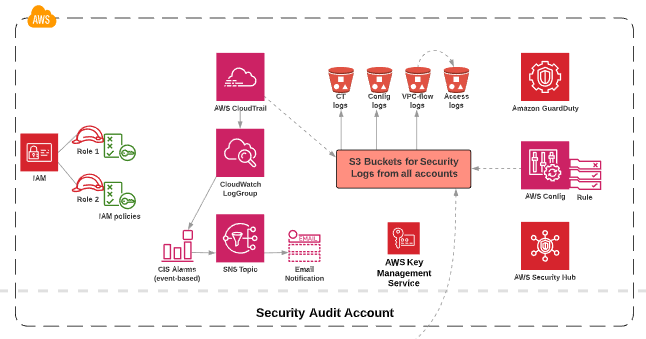 AWS
AWS CloudTrail
CT
logs
Config
logs
VPC-flow
logs
Access
logs
Amazon GuardDuty
IAM
Role 1
Role 2
IAM policies
CloudWatch
LogGroup
S3 Buckets for Security
Logs from all accounts
AWS Config
Rule
CIS Alarms
(event-based)
SNS Topic
EMAIL
Email
Notification
AWS Key
Management
Service
AWS Security Hub
Security Audit Account